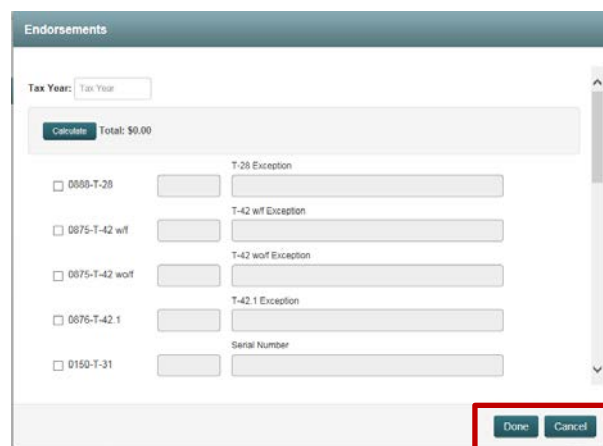 Endorsements
Tax Year: Tax Year
Calculate Total: $0.00
T-28 Exception
0888-T-28
T-42 w/f Exception
0875-T-42 w/f
T-42 wo/f Exception
0875-T-42 wo/f
T-42.1 Exception
0876-T-42.1
Serial Number
0150-T-31
Done Cancel